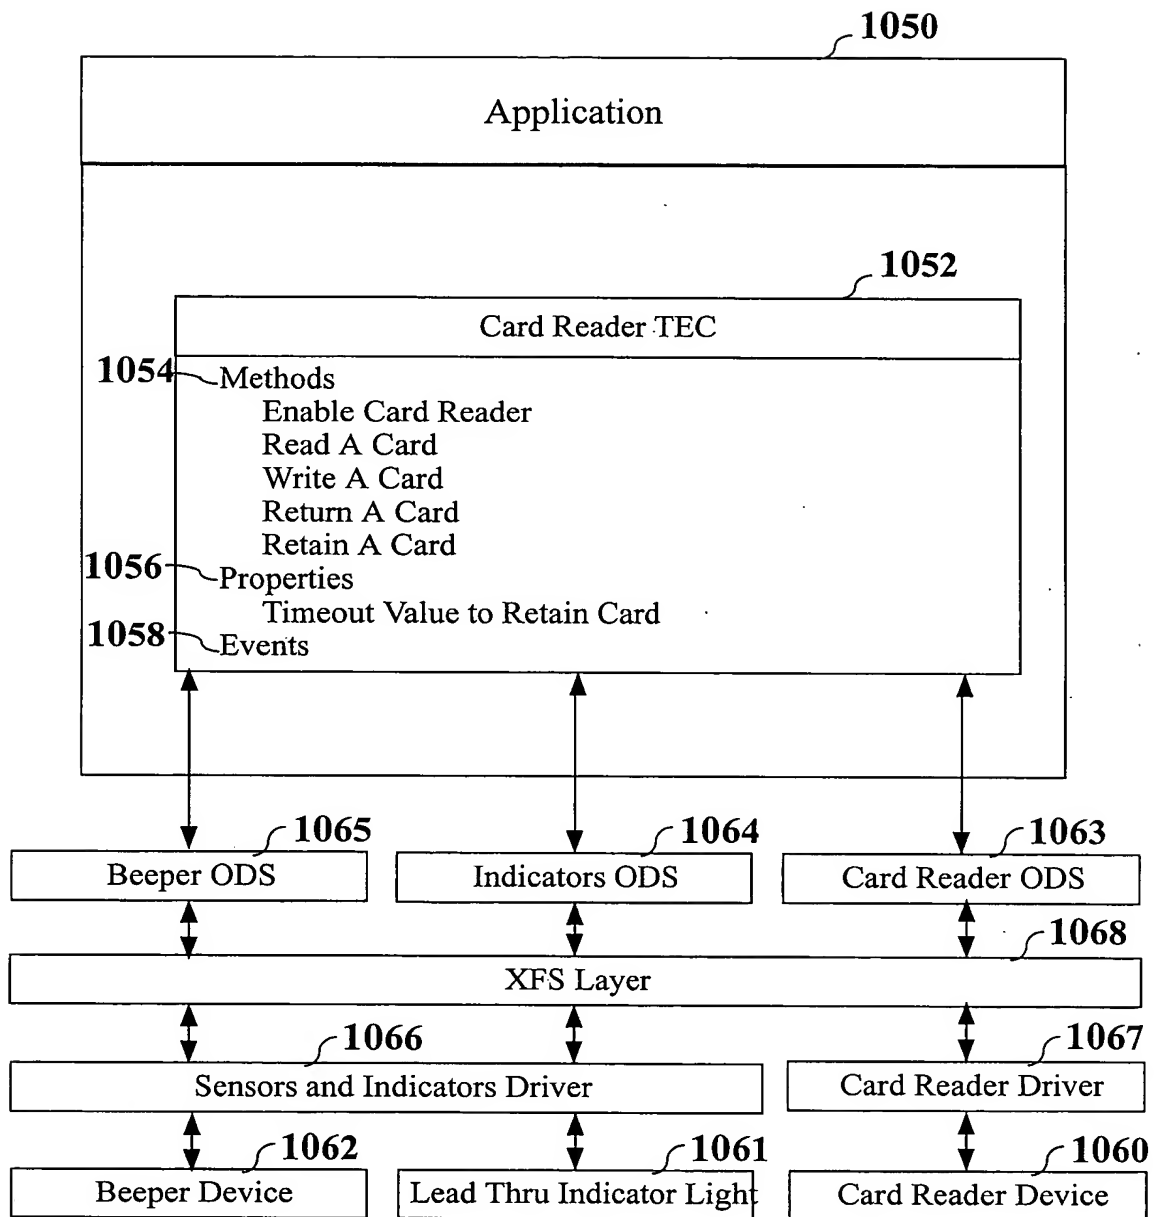 1050
Application
1052
Card Reader TEC
1054
Methods
Enable Card Reader
Read A Card
Write A Card
Return A Card
Retain A Card
1056
Properties
Timeout Value to Retain Card
1058
Events
1065
1064
1063
Beeper ODS
Indicators ODS
Card Reader ODS
1068
XFS Layer
1066
1067
Sensors and Indicators Driver
Card Reader Driver
1062
1061
1060
Beeper Device
Lead Thru Indicator Light
Card Reader Device